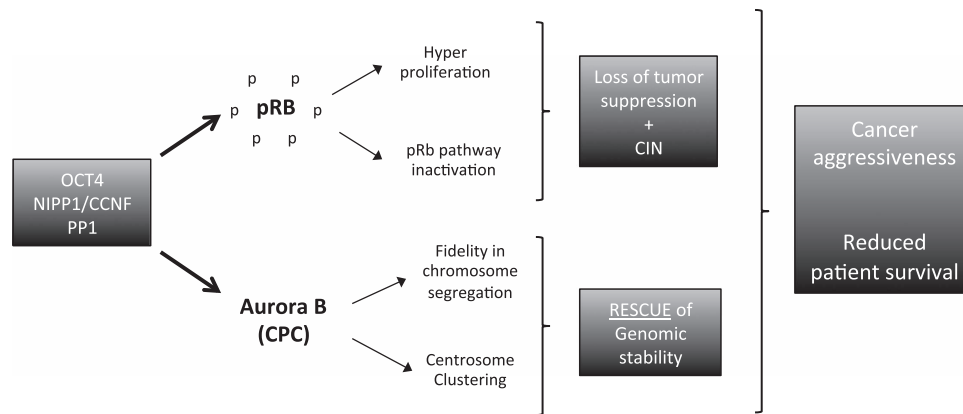 OCT4
NIPP1/CCNF
PP1
p
p
p
pRB
p
p
p
Hyper
proliferation
pRb pathway
inactivation
Loss of tumor
suppression
+
CIN
Aurora B
(CPC)
Fidelity in
chromosome
segregation
Centrosome
Clustering
RESCUE of
Genomic
stability
Cancer
aggressiveness
Reduced
patient survival